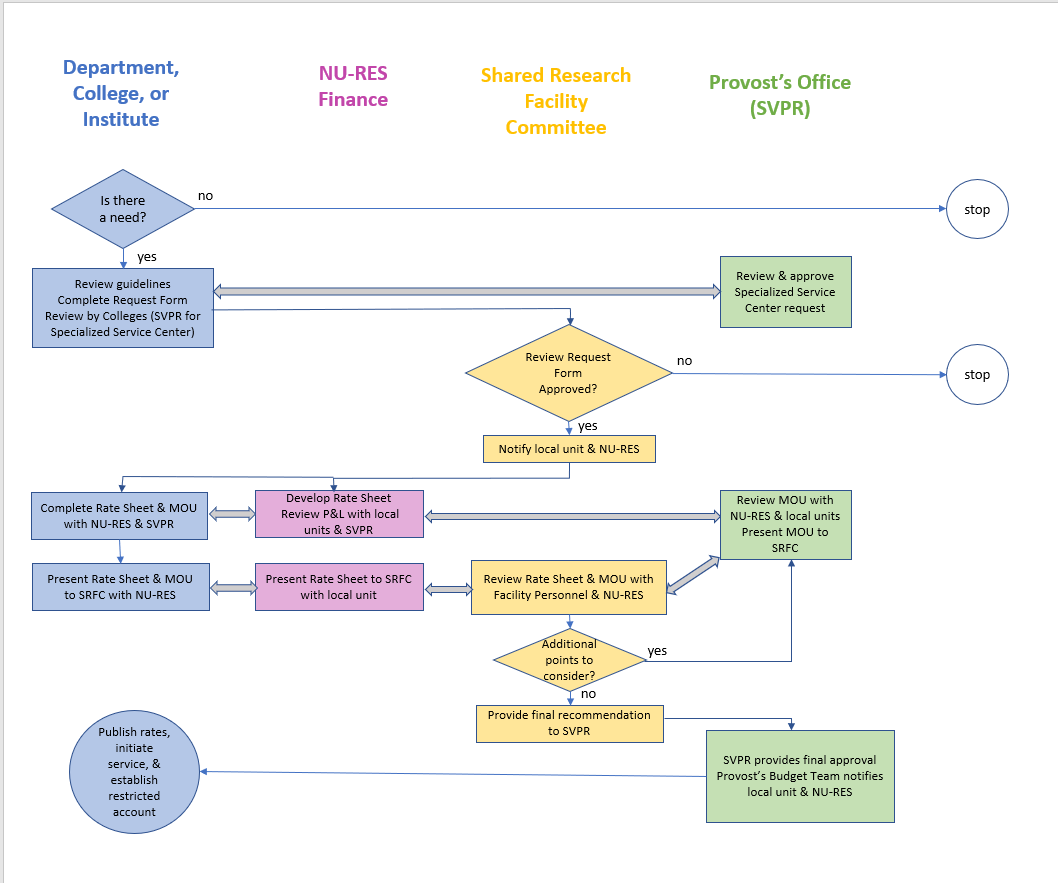 Department,
College, or
Institute
NU-RES
Finance
Shared Research
Facility
Committee
Provost's Office
(SVPR)
Is there
a need?
no
stop
yes
Review guidelines
Complete Request Form
Review by Colleges (SVPR for
Specialized Service Center)
Review & approve
Specialized Service
Center request
Review Request
Form
Approved?
no
stop
yes
Notify local unit & NU-RES
Complete Rate Sheet & MOU
with NU-RES & SVPR
Develop Rate Sheet
Review P&L with local
units & SVPR
Review MOU with
NU-RES & local units
Present MOU to
SRFC
Present Rate Sheet & MOU
to SRFC with NU-RES
Present Rate Sheet to SRFC
with local unit
Review Rate Sheet & MOU with
Facility Personnel & NU-RES
Additional
points to
consider?
yes
no
Provide final recommendation
to SVPR
Publish rates,
initiate
service, &
establish
restricted
account
SVPR provides final approval
Provost's Budget Team notifies
local unit & NU-RES